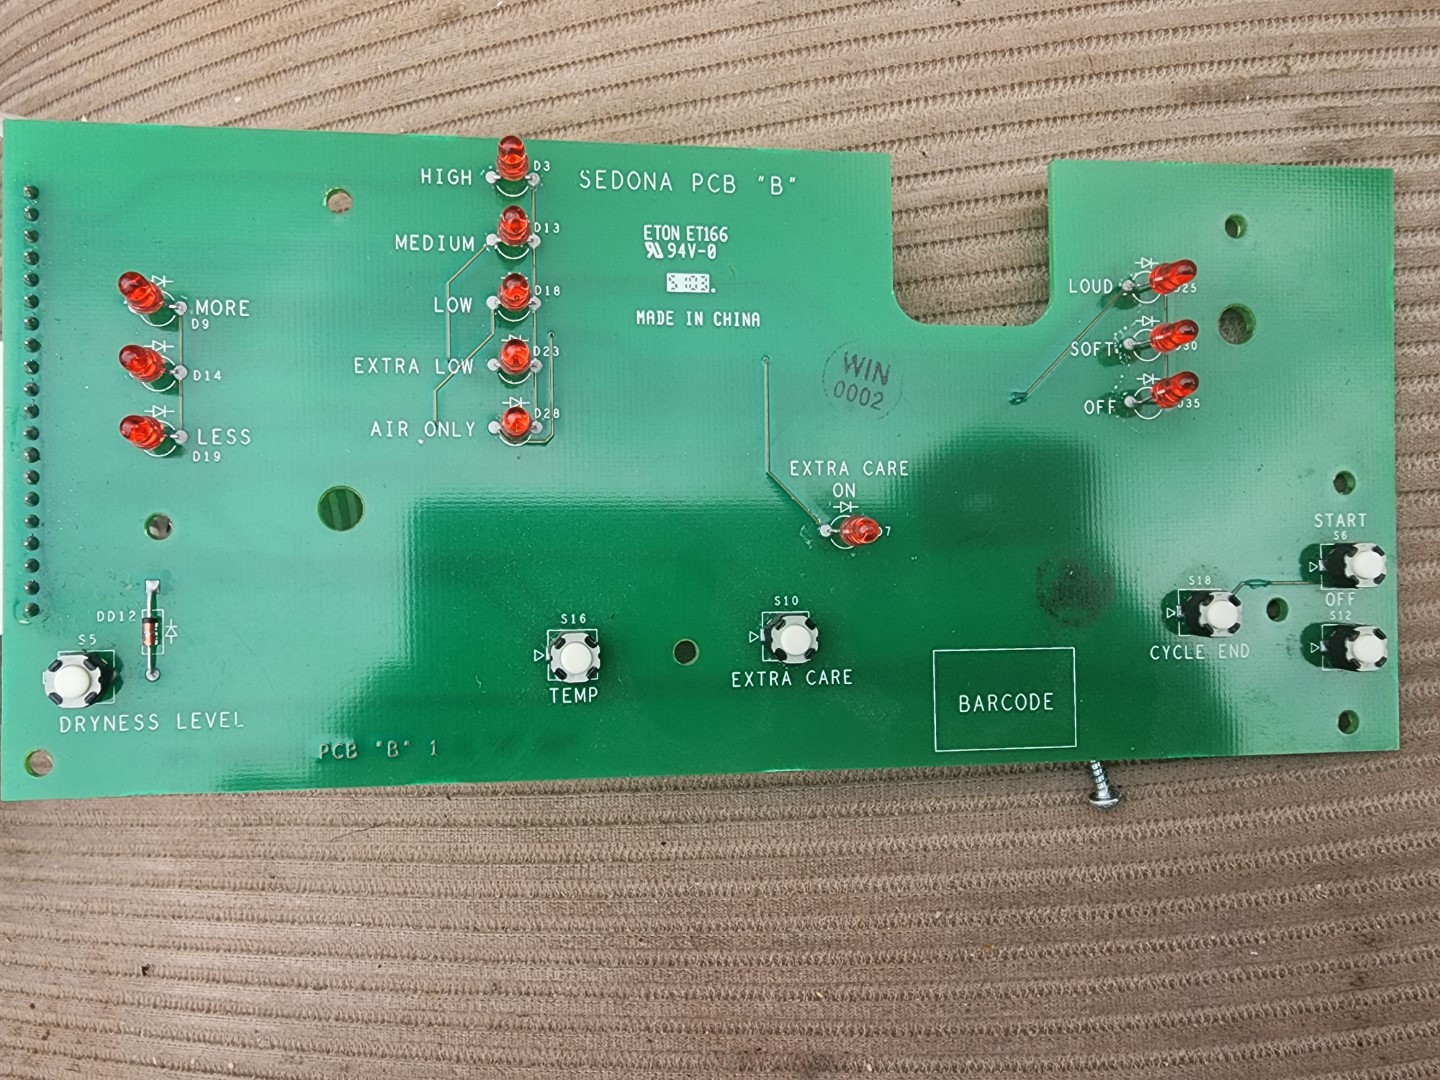 HIGH D3
SEDONA PCB "B"
MEDIUM D13
ETON ET166
94V-0
MADE IN CHINA
LOW D18
EXTRA LOW D23
AIR ONLY D28
MORE
D9
D14
LESS
D19
LOUD D25
SOFT D30
OFF D35
WIN
0002
EXTRA CARE
ON
7
START
S6
OFF
S12
S18
CYCLE END
S10
EXTRA CARE
S16
TEMP
DD12
S5
DRYNESS LEVEL
BARCODE
PCB "B" 1